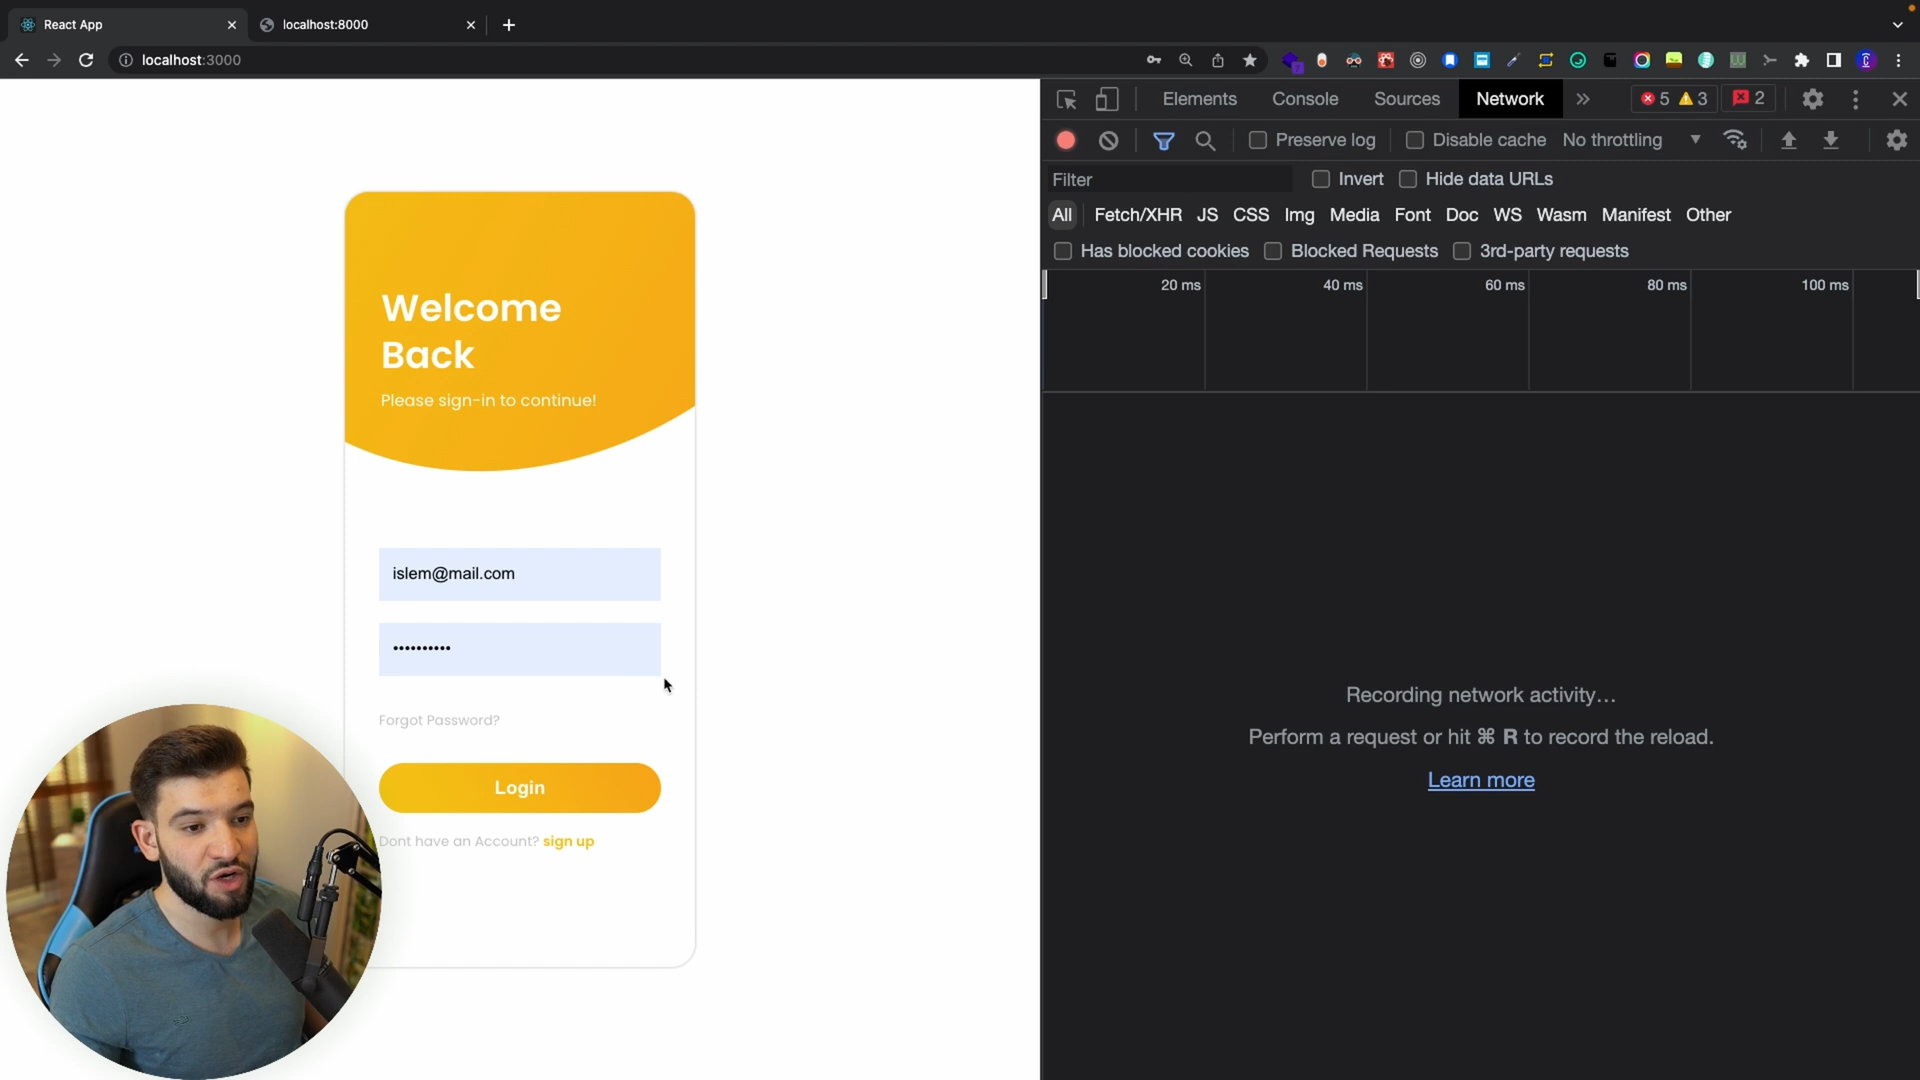 React App
localhost:8000
localhost:3000
Elements
Console
Sources
Network
5
3
2
Preserve log
Disable cache
No throttling
Filter
Invert
Hide data URLs
All
Fetch/XHR
JS
CSS
Img
Media
Font
Doc
WS
Wasm
Manifest
Other
Has blocked cookies
Blocked Requests
3rd-party requests
20 ms
40 ms
60 ms
80 ms
100 ms
Welcome
Back
Please sign-in to continue!
islem@mail.com
••••••••••
Forgot Password?
Login
Dont have an Account? sign up
Recording network activity…
Perform a request or hit ⌘ R to record the reload.
Learn more